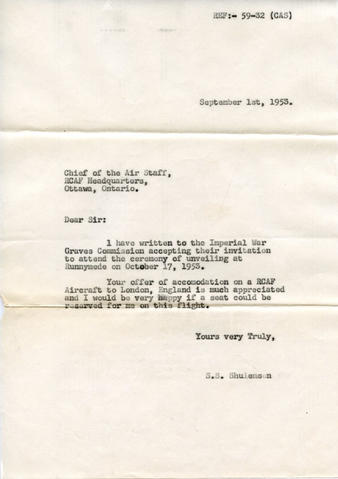 REF:- 59-32 (CAS)
September 1st, 1953.
Chief of the Air Staff,
RCAF Headquarters,
Ottawa, Ontario.
Dear Sir:
I have written to the Imperial War
Graves Commission accepting their invitation
to attend the ceremony of unveiling at
Runnymede on October 17, 1953.
Your offer of accomodation on a RCAF
Aircraft to London, England is much appreciated
and I would be very happy if a seat could be
reserved for me on this flight.
Yours very Truly,
S.S. Shulemson